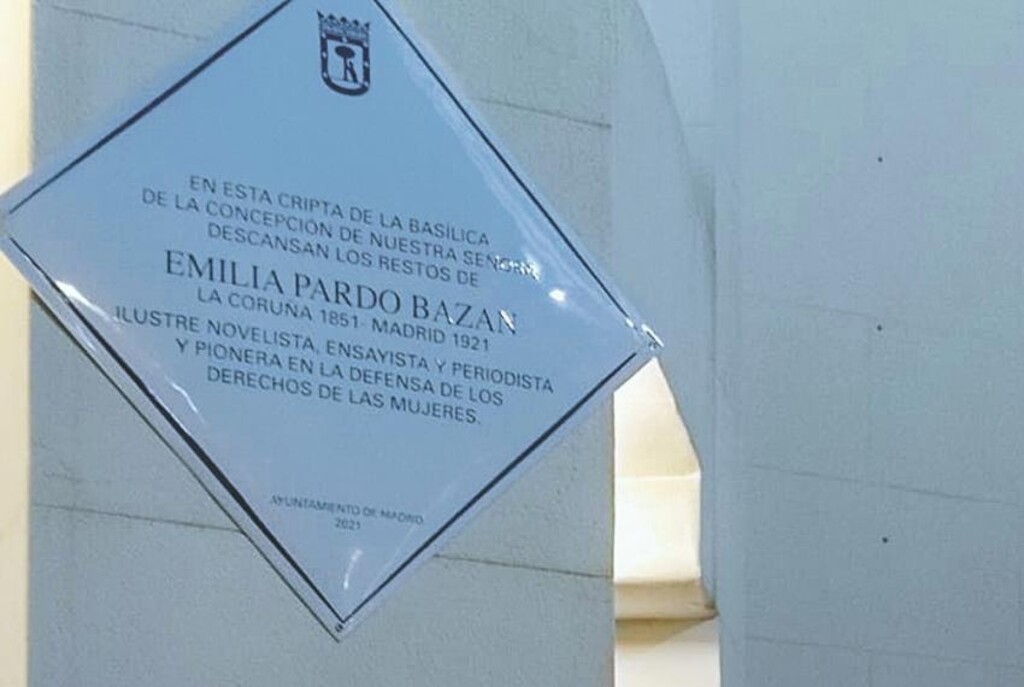 EN ESTA CRIPTA DE LA BASÍLICA
DE LA CONCEPCIÓN DE NUESTRA SEÑORA
DESCANSAN LOS RESTOS DE
EMILIA PARDO BAZAN
LA CORUÑA 1851- MADRID 1921
ILUSTRE NOVELISTA, ENSAYISTA Y PERIODISTA
Y PIONERA EN LA DEFENSA DE LOS
DERECHOS DE LAS MUJERES.
AYUNTAMIENTO DE MADRID
2021